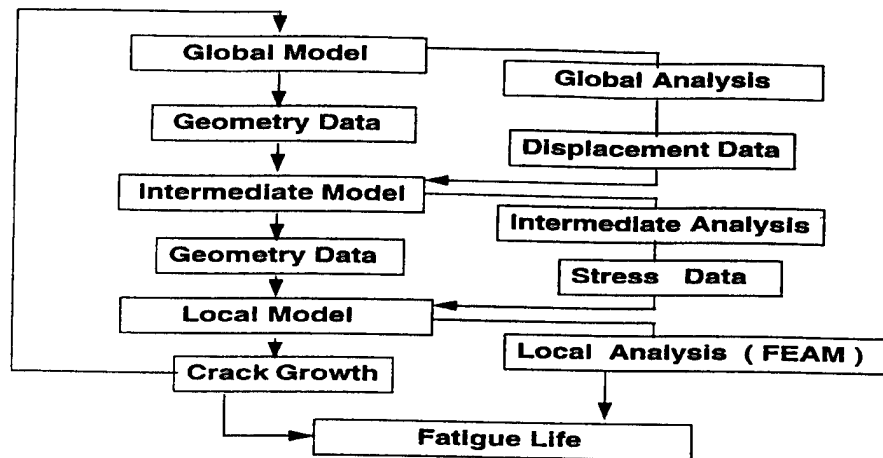 Global Model
Global Analysis
Geometry Data
Displacement Data
Intermediate Model
Intermediate Analysis
Geometry Data
Stress Data
Local Model
Local Analysis ( FEAM )
Crack Growth
Fatigue Life